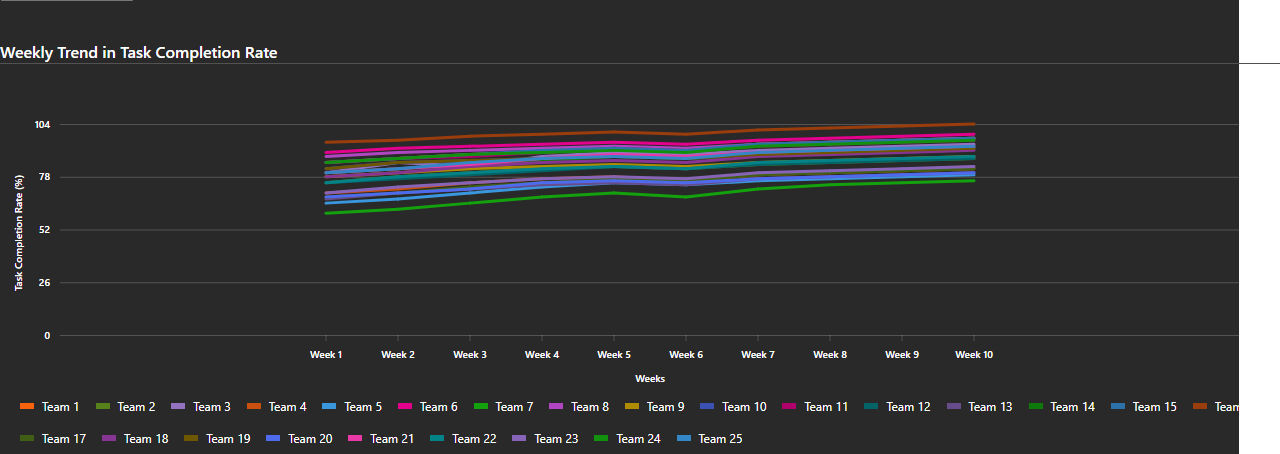 Weekly Trend in Task Completion Rate
104
78
52
26
0
Task Completion Rate (%)
Week 1 Week 2 Week 3 Week 4 Week 5 Week 6 Week 7 Week 8 Week 9 Week 10
Weeks
Team 1 Team 2 Team 3 Team 4 Team 5 Team 6 Team 7 Team 8 Team 9 Team 10 Team 11 Team 12 Team 13 Team 14 Team 15 Team
Team 17 Team 18 Team 19 Team 20 Team 21 Team 22 Team 23 Team 24 Team 25